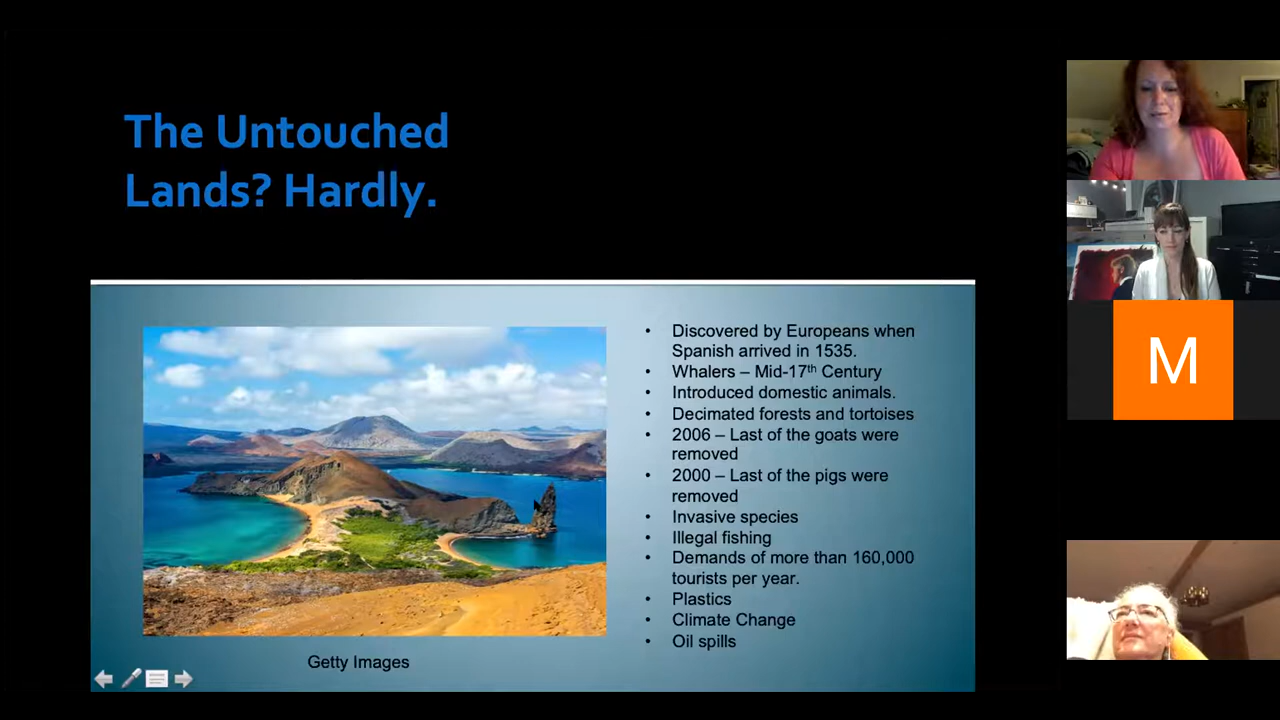 The Untouched
Lands? Hardly.
• Discovered by Europeans when
Spanish arrived in 1535.
• Whalers – Mid-17th Century
• Introduced domestic animals.
• Decimated forests and tortoises
• 2006 – Last of the goats were
removed
• 2000 – Last of the pigs were
removed
• Invasive species
• Illegal fishing
• Demands of more than 160,000
tourists per year.
• Plastics
• Climate Change
• Oil spills
Getty Images
M